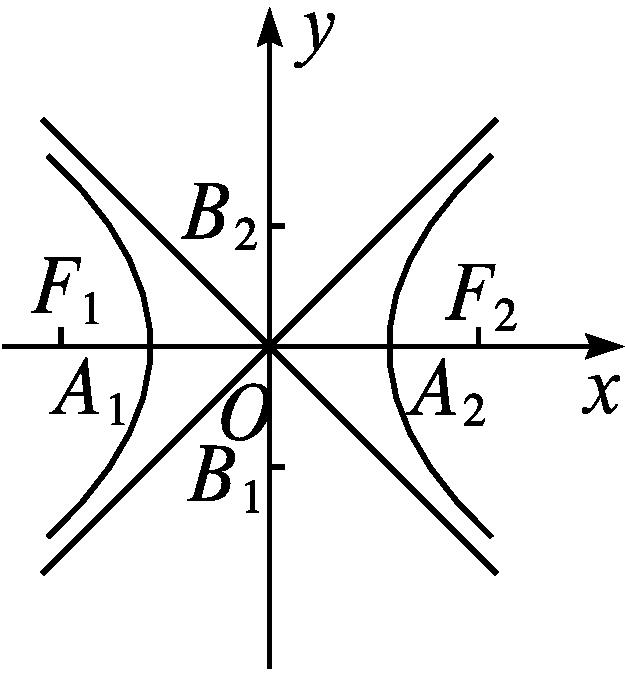 y
B₂
F₁ F₂
A₁ A₂ x
O
B₁